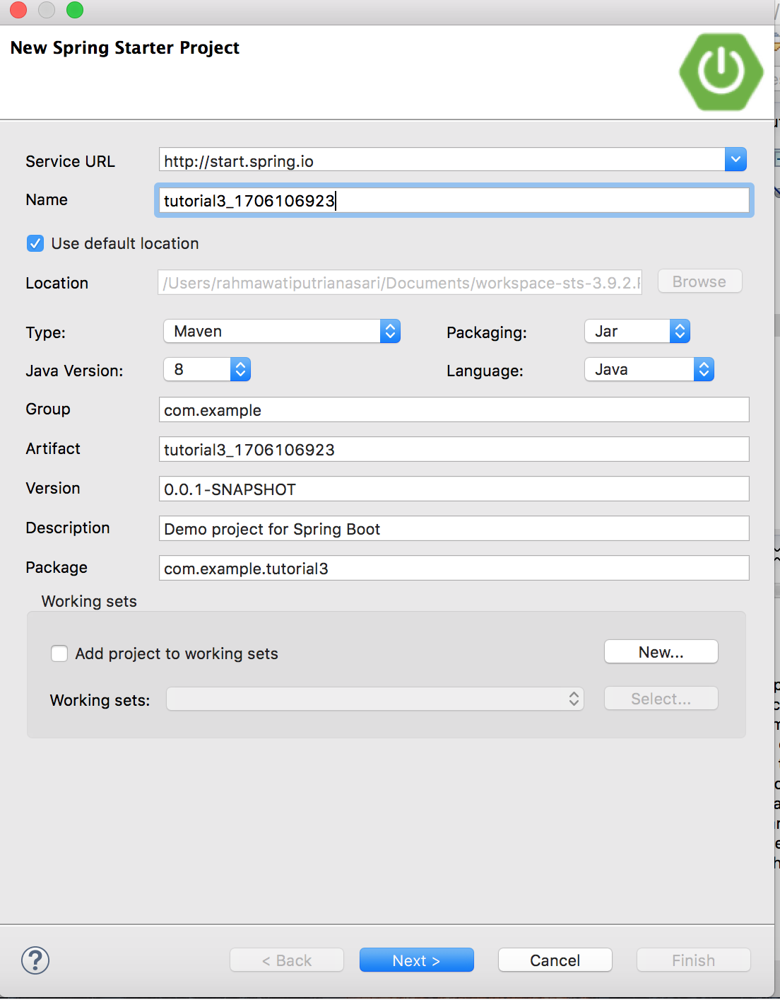 New Spring Starter Project
Service URL http://start.spring.io
Name tutorial3_1706106923
Use default location
Location /Users/rahmawatiputrianasari/Documents/workspace-sts-3.9.2. Browse
Type: Maven Packaging: Jar
Java Version: 8 Language: Java
Group com.example
Artifact tutorial3_1706106923
Version 0.0.1-SNAPSHOT
Description Demo project for Spring Boot
Package com.example.tutorial3
Working sets
Add project to working sets New...
Working sets: Select...
? < Back Next > Cancel Finish